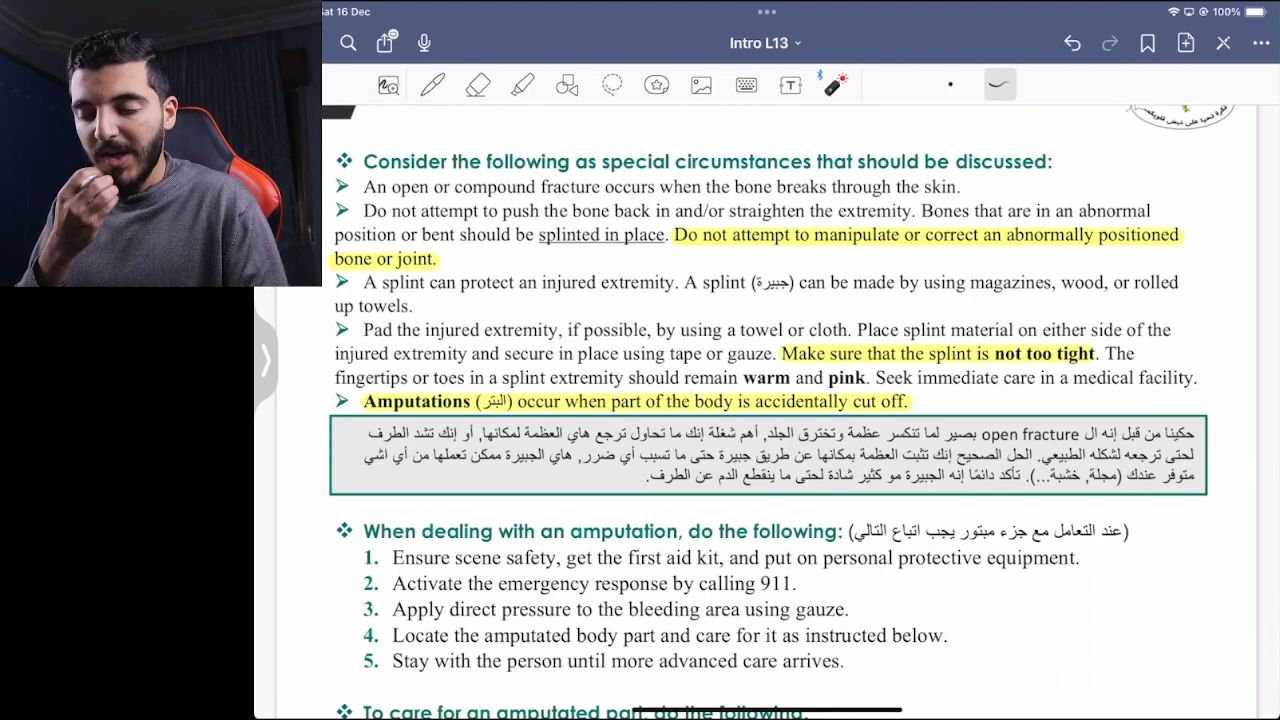 Sat 16 Dec
100%
Intro L13
Consider the following as special circumstances that should be discussed:
An open or compound fracture occurs when the bone breaks through the skin.
Do not attempt to push the bone back in and/or straighten the extremity. Bones that are in an abnormal
position or bent should be splinted in place. Do not attempt to manipulate or correct an abnormally positioned
bone or joint.
A splint can protect an injured extremity. A splint (جبيرة) can be made by using magazines, wood, or rolled
up towels.
Pad the injured extremity, if possible, by using a towel or cloth. Place splint material on either side of the
injured extremity and secure in place using tape or gauze. Make sure that the splint is not too tight. The
fingertips or toes in a splint extremity should remain warm and pink. Seek immediate care in a medical facility.
Amputations (البتر) occur when part of the body is accidentally cut off.
حكينا من قبل إنه ال open fracture بصير لما تنكسر عظمة وتخترق الجلد, أهم شغلة إنك ما تحاول ترجع هاي العظمة لمكانها, أو إنك تشد الطرف
لحتى ترجعه لشكله الطبيعي. الحل الصحيح إنك تثبت العظمة بمكانها عن طريق جبيرة حتى ما تسبب أي ضرر, هاي الجبيرة ممكن تعملها من أي اشي
متوفر عندك (مجلة, خشبة...). تأكد دائمًا إنه الجبيرة مو كثير شادة لحتى ما ينقطع الدم عن الطرف.
When dealing with an amputation, do the following: (عند التعامل مع جزء مبتور يجب اتباع التالي)
1. Ensure scene safety, get the first aid kit, and put on personal protective equipment.
2. Activate the emergency response by calling 911.
3. Apply direct pressure to the bleeding area using gauze.
4. Locate the amputated body part and care for it as instructed below.
5. Stay with the person until more advanced care arrives.
To care for an amputated part, do the following: